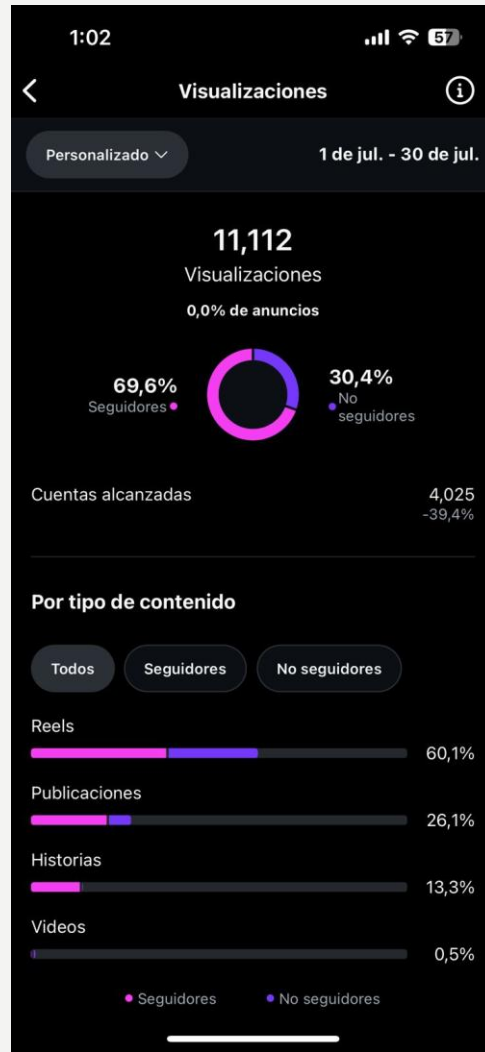 1:02
57
Visualizaciones
Personalizado
1 de jul. - 30 de jul.
11,112
Visualizaciones
0,0% de anuncios
69,6%
Seguidores
30,4%
No
seguidores
Cuentas alcanzadas
4,025
-39,4%
Por tipo de contenido
Todos
Seguidores
No seguidores
Reels
60,1%
Publicaciones
26,1%
Historias
13,3%
Videos
0,5%
Seguidores
No seguidores